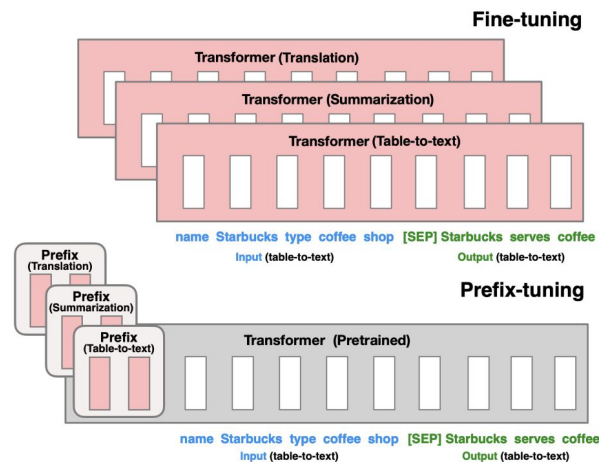 Fine-tuning
Transformer (Translation)
Transformer (Summarization)
Transformer (Table-to-text)
name Starbucks type coffee shop [SEP] Starbucks serves coffee
Input (table-to-text) Output (table-to-text)
Prefix-tuning
Prefix
(Translation)
Prefix
(Summarization)
Prefix
(Table-to-text)
Transformer (Pretrained)
name Starbucks type coffee shop [SEP] Starbucks serves coffee
Input (table-to-text) Output (table-to-text)